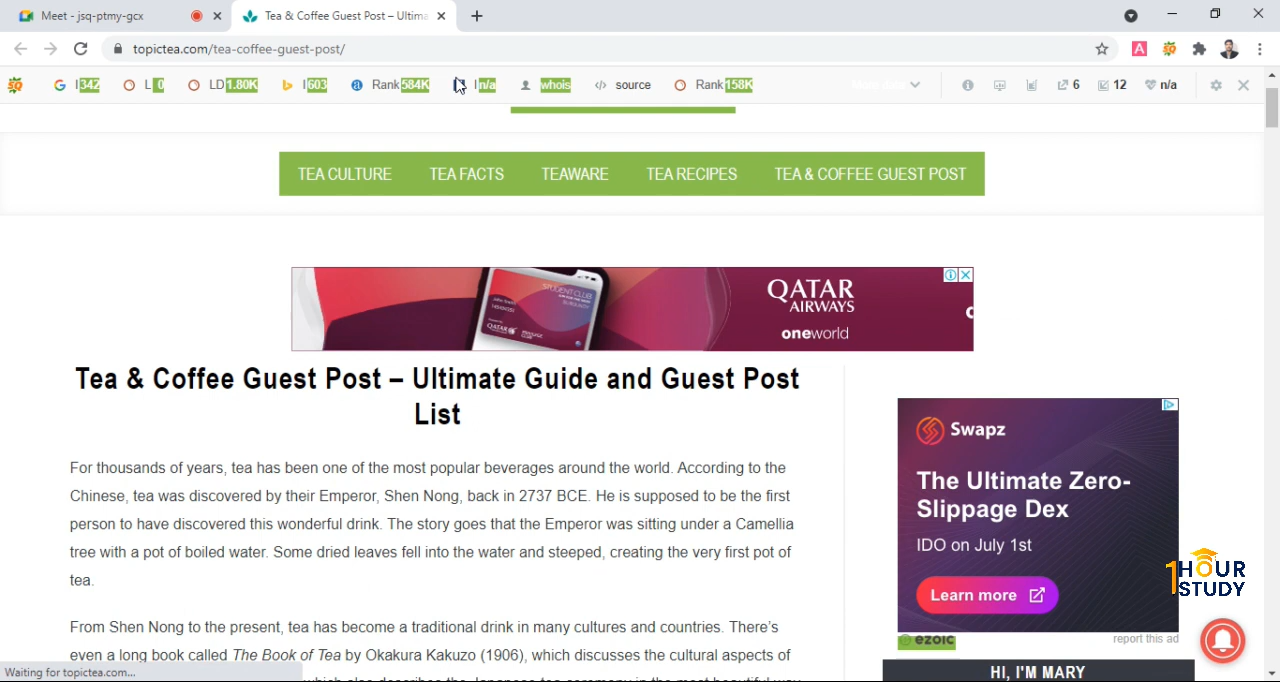 Meet - jsq-ptmy-gcx
Tea & Coffee Guest Post – Ultima
topictea.com/tea-coffee-guest-post/
I 342
L 0
LD 1.80K
I 603
Rank 584K
I n/a
whois
source
Rank 158K
6
12
n/a
TEA CULTURE
TEA FACTS
TEAWARE
TEA RECIPES
TEA & COFFEE GUEST POST
STUDENT CLUB
QATAR
AIRWAYS
oneworld
Tea & Coffee Guest Post – Ultimate Guide and Guest Post
List
For thousands of years, tea has been one of the most popular beverages around the world. According to the
Chinese, tea was discovered by their Emperor, Shen Nong, back in 2737 BCE. He is supposed to be the first
person to have discovered this wonderful drink. The story goes that the Emperor was sitting under a Camellia
tree with a pot of boiled water. Some dried leaves fell into the water and steeped, creating the very first pot of
tea.
From Shen Nong to the present, tea has become a traditional drink in many cultures and countries. There's
even a long book called The Book of Tea by Okakura Kakuzo (1906), which discusses the cultural aspects of
Swapz
The Ultimate Zero-
Slippage Dex
IDO on July 1st
Learn more
ezoic
report this ad
HI, I'M MARY
1HOUR
STUDY
Waiting for topictea.com...